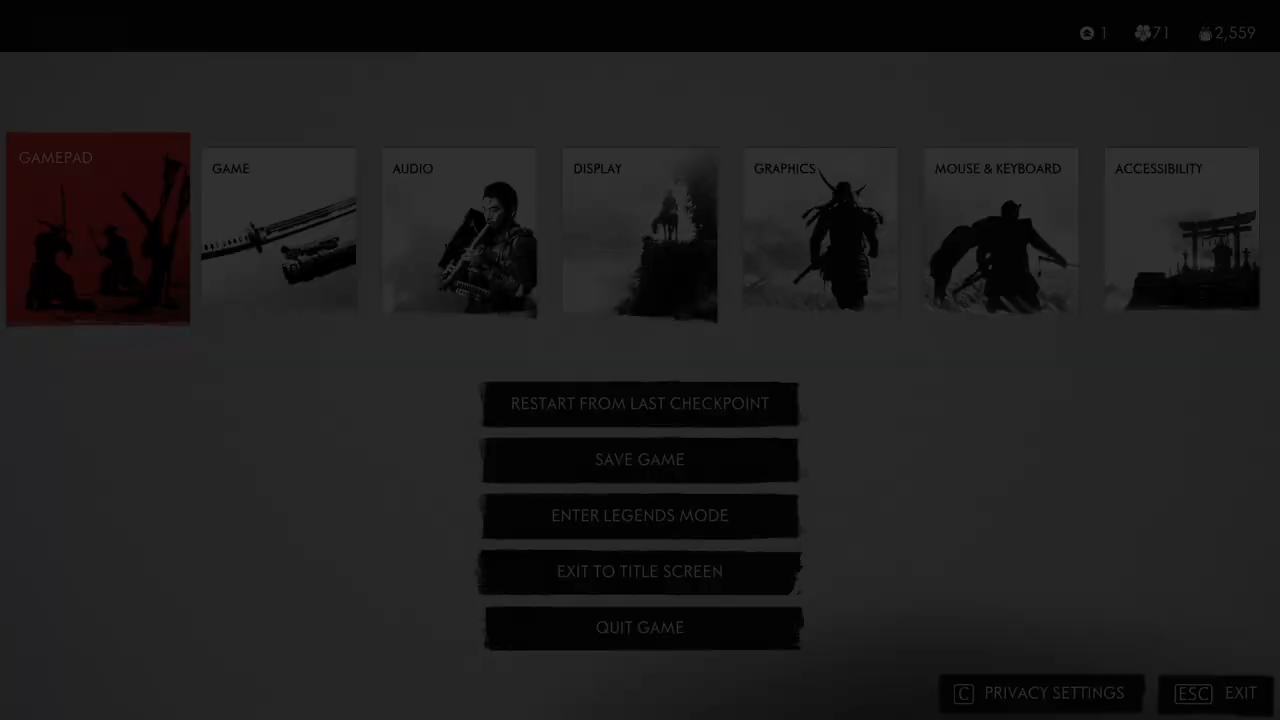 1 71 2,559
GAMEPAD
GAME
AUDIO
DISPLAY
GRAPHICS
MOUSE & KEYBOARD
ACCESSIBILITY
RESTART FROM LAST CHECKPOINT
SAVE GAME
ENTER LEGENDS MODE
EXIT TO TITLE SCREEN
QUIT GAME
C PRIVACY SETTINGS ESC EXIT